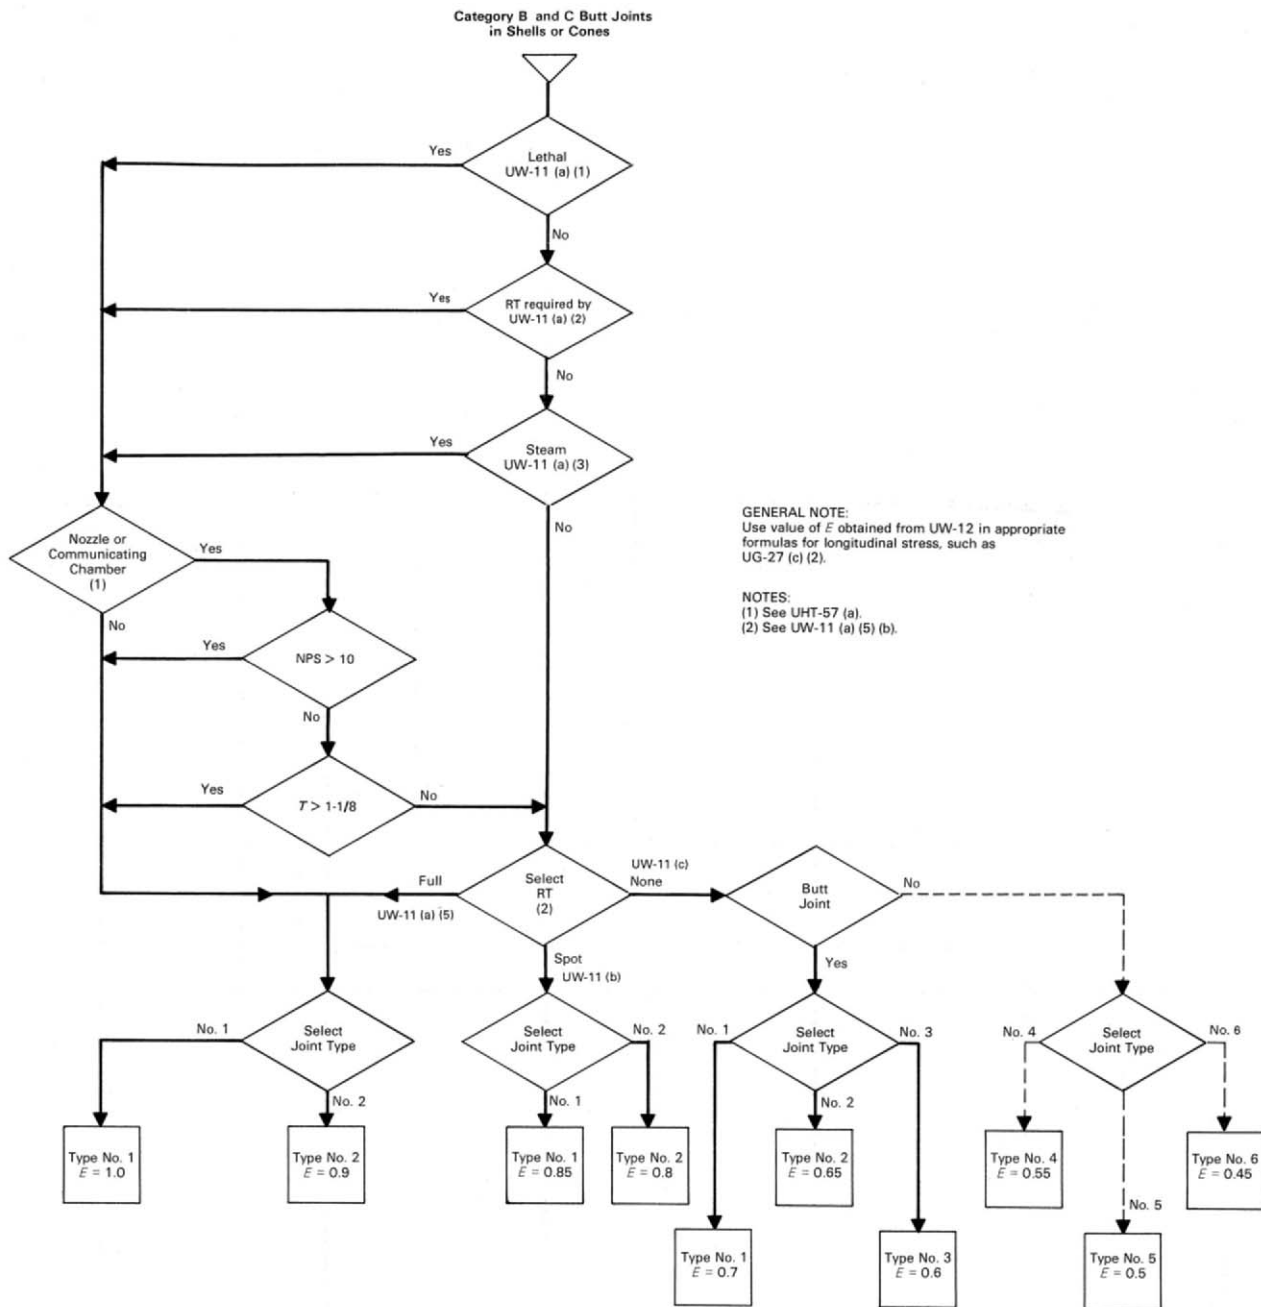 Category B and C Butt Joints
in Shells or Cones
Yes
Lethal
UW-11 (a) (1)
No
Yes
RT required by
UW-11 (a) (2)
No
Yes
Steam
UW-11 (a) (3)
No
GENERAL NOTE:
Use value of E obtained from UW-12 in appropriate
formulas for longitudinal stress, such as
UG-27 (c) (2).
NOTES:
(1) See UHT-57 (a).
(2) See UW-11 (a) (5) (b).
Nozzle or
Communicating
Chamber
(1)
Yes
No
Yes
NPS > 10
No
Yes
T > 1-1/8
No
Full
UW-11 (a) (5)
Select
RT
(2)
UW-11 (c)
None
Butt
Joint
No
Spot
UW-11 (b)
Yes
No. 1
Select
Joint Type
No. 2
Select
Joint Type
No. 2
No. 1
No. 1
Select
Joint Type
No. 3
No. 2
No. 4
Select
Joint Type
No. 6
No. 5
Type No. 1
E = 1.0
Type No. 2
E = 0.9
Type No. 1
E = 0.85
Type No. 2
E = 0.8
Type No. 2
E = 0.65
Type No. 4
E = 0.55
Type No. 6
E = 0.45
Type No. 1
E = 0.7
Type No. 3
E = 0.6
Type No. 5
E = 0.5